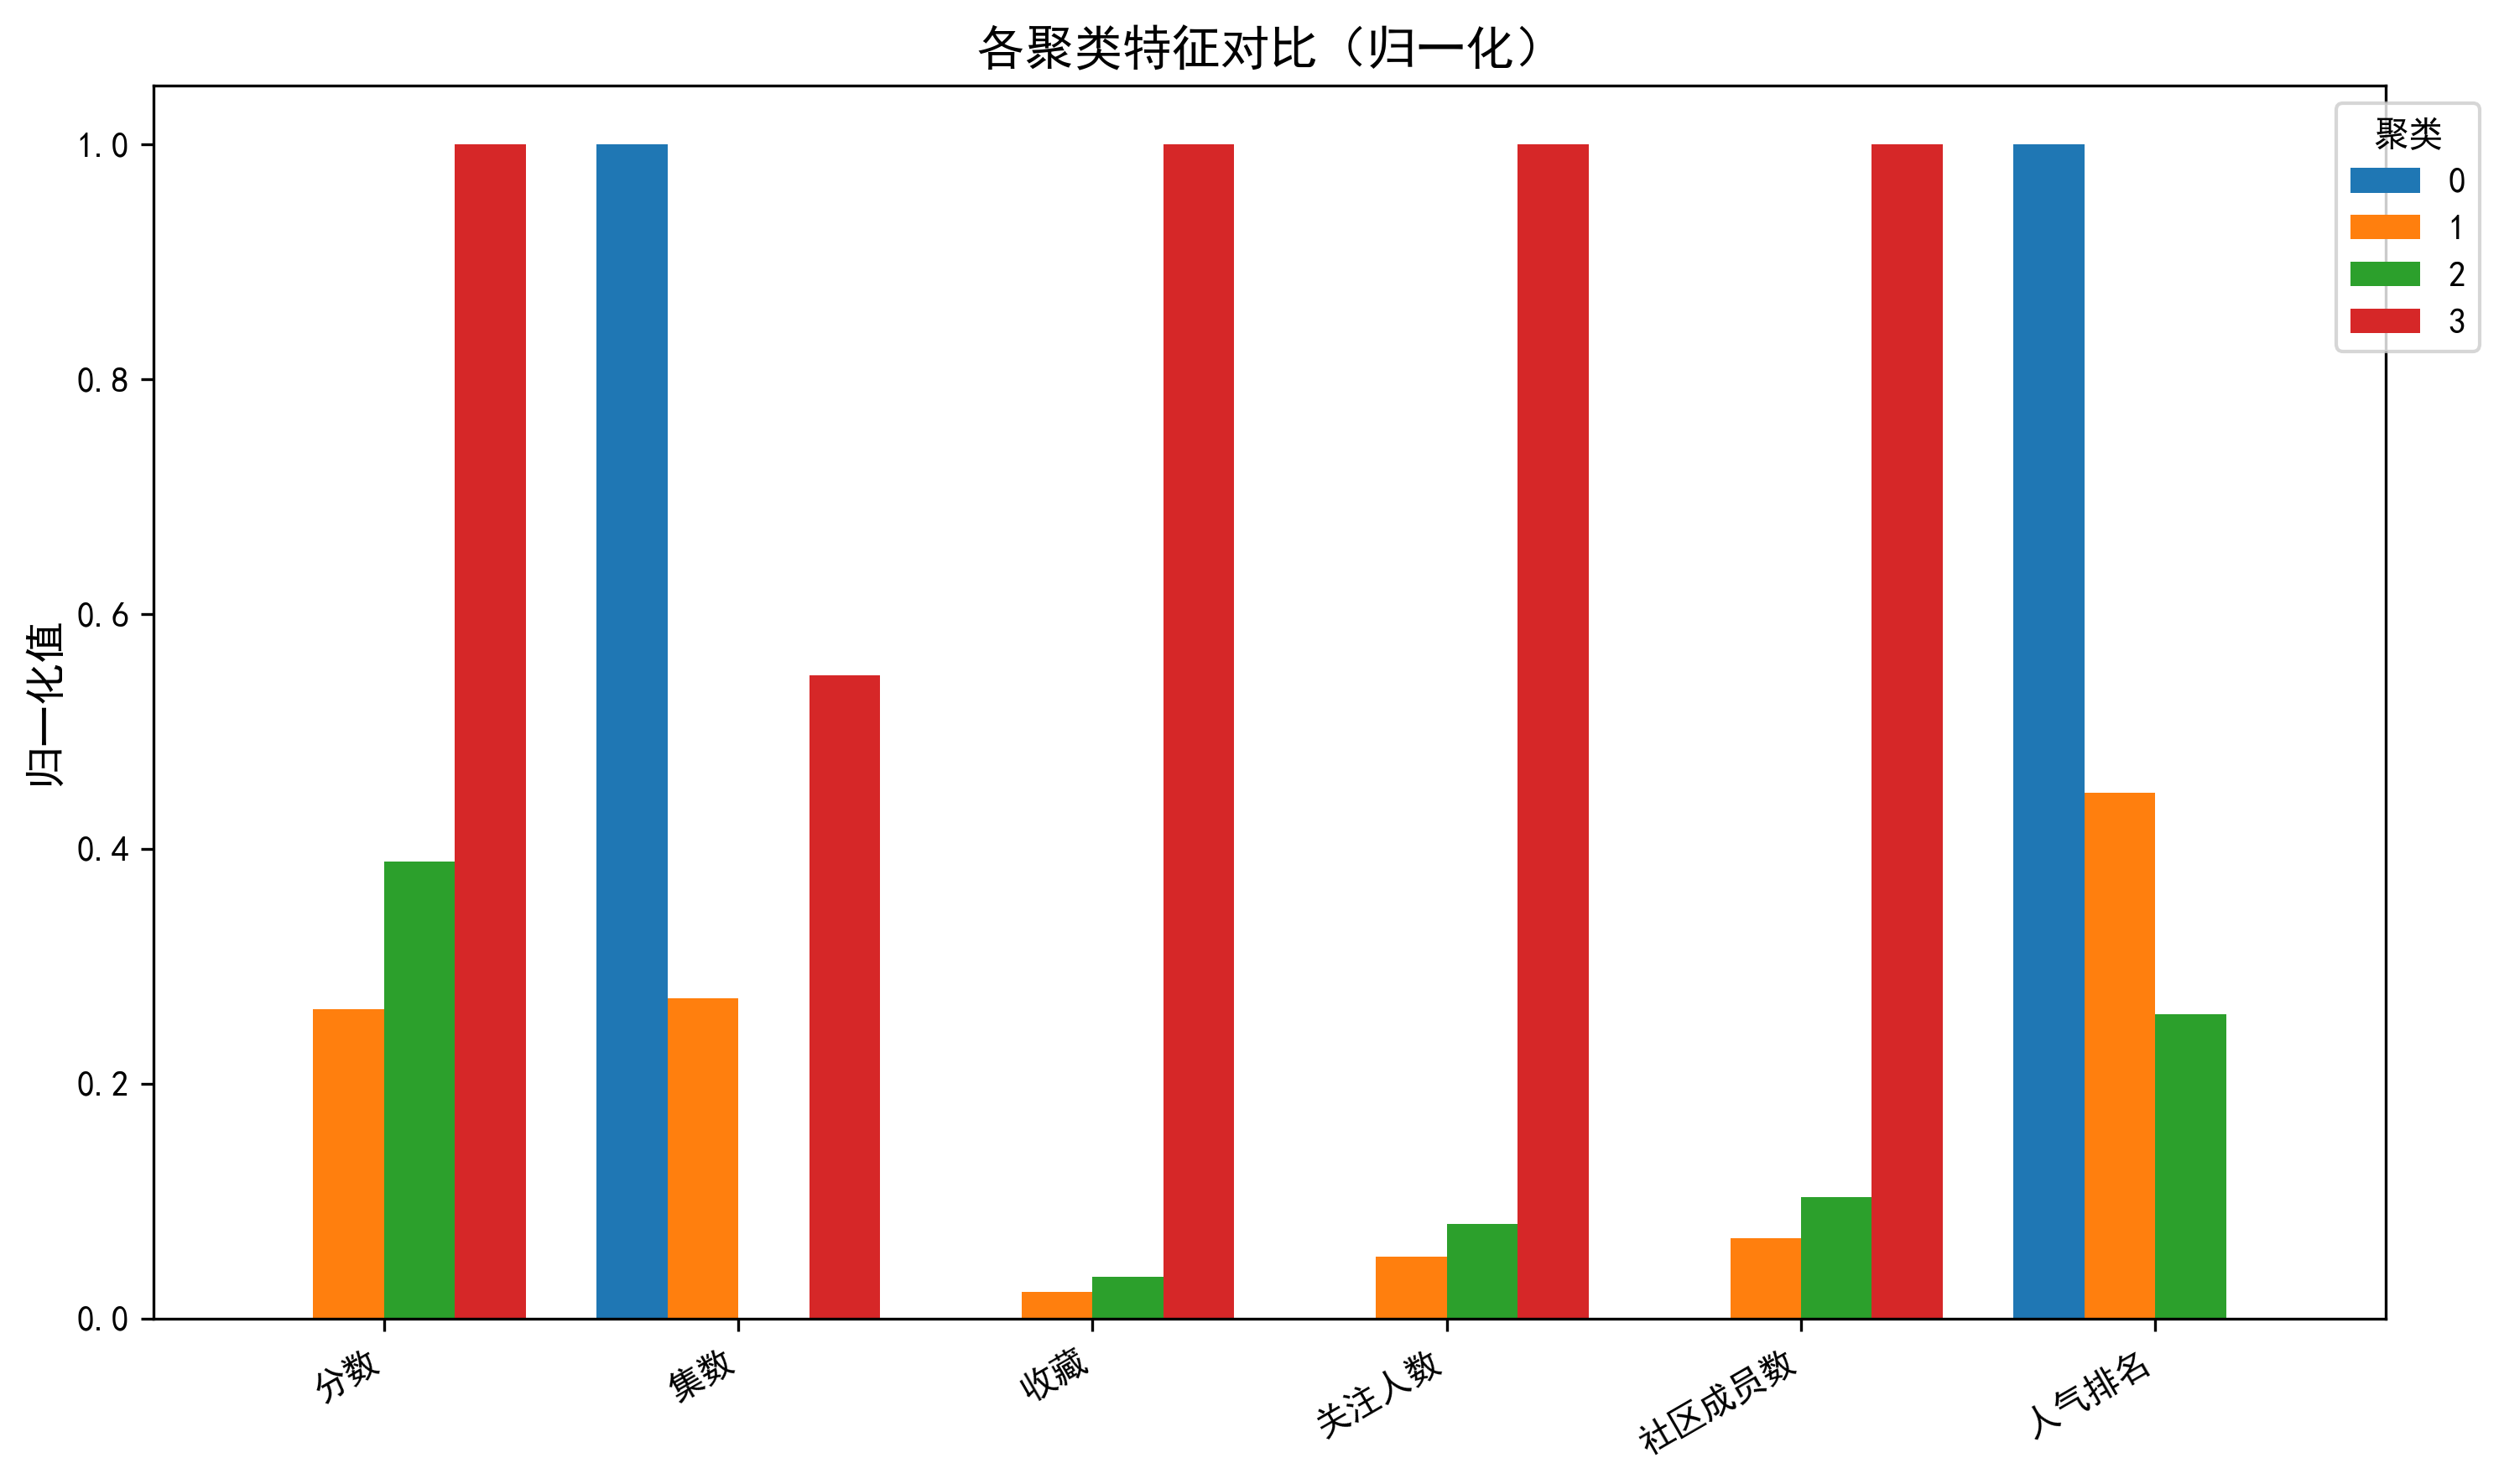 各聚类特征对比（归一化）
聚类
0
1
2
3
归一化值
1.0
0.8
0.6
0.4
0.2
0.0
分数
集数
收藏
关注人数
社区成员数
人气排名